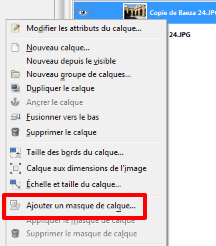 Copie de Baeza 24.JPG
Modifier les attributs du calque...
24.JPG
Nouveau calque...
Nouveau depuis le visible
Nouveau groupe de calques...
Dupliquer le calque
Ancrer le calque
Fusionner vers le bas
Supprimer le calque
Taille des bords du calque...
Calque aux dimensions de l'image
Échelle et taille du calque...
Ajouter un masque de calque...
Appliquer le masque de calque
Supprimer le masque de calque